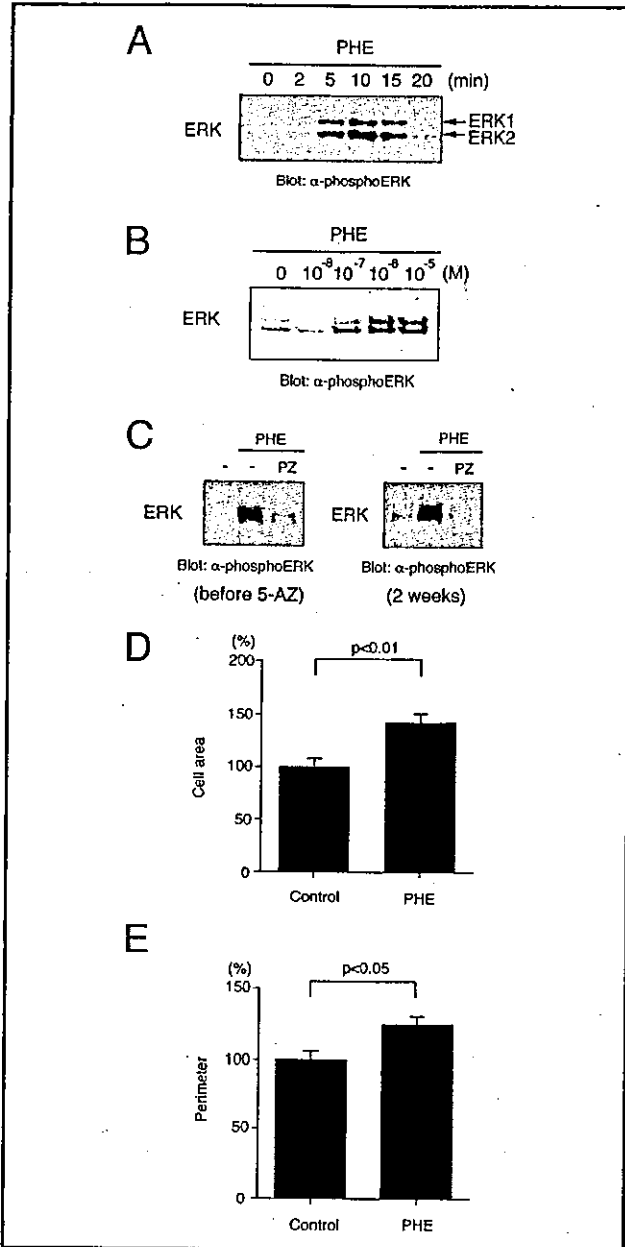 A
PHE
0 2 5 10 15 20 (min)
ERK
ERK1
ERK2
Blot: α-phosphoERK
B
PHE
0 10⁻⁸ 10⁻⁷ 10⁻⁶ 10⁻⁵ (M)
ERK
Blot: α-phosphoERK
C
PHE
- - PZ
ERK
Blot: α-phosphoERK
(before 5-AZ)
PHE
- - PZ
ERK
Blot: α-phosphoERK
(2 weeks)
D
(%)
p<0.01
200
150
100
50
0
Cell area
Control PHE
E
(%)
p<0.05
150
100
50
0
Perimeter
Control PHE